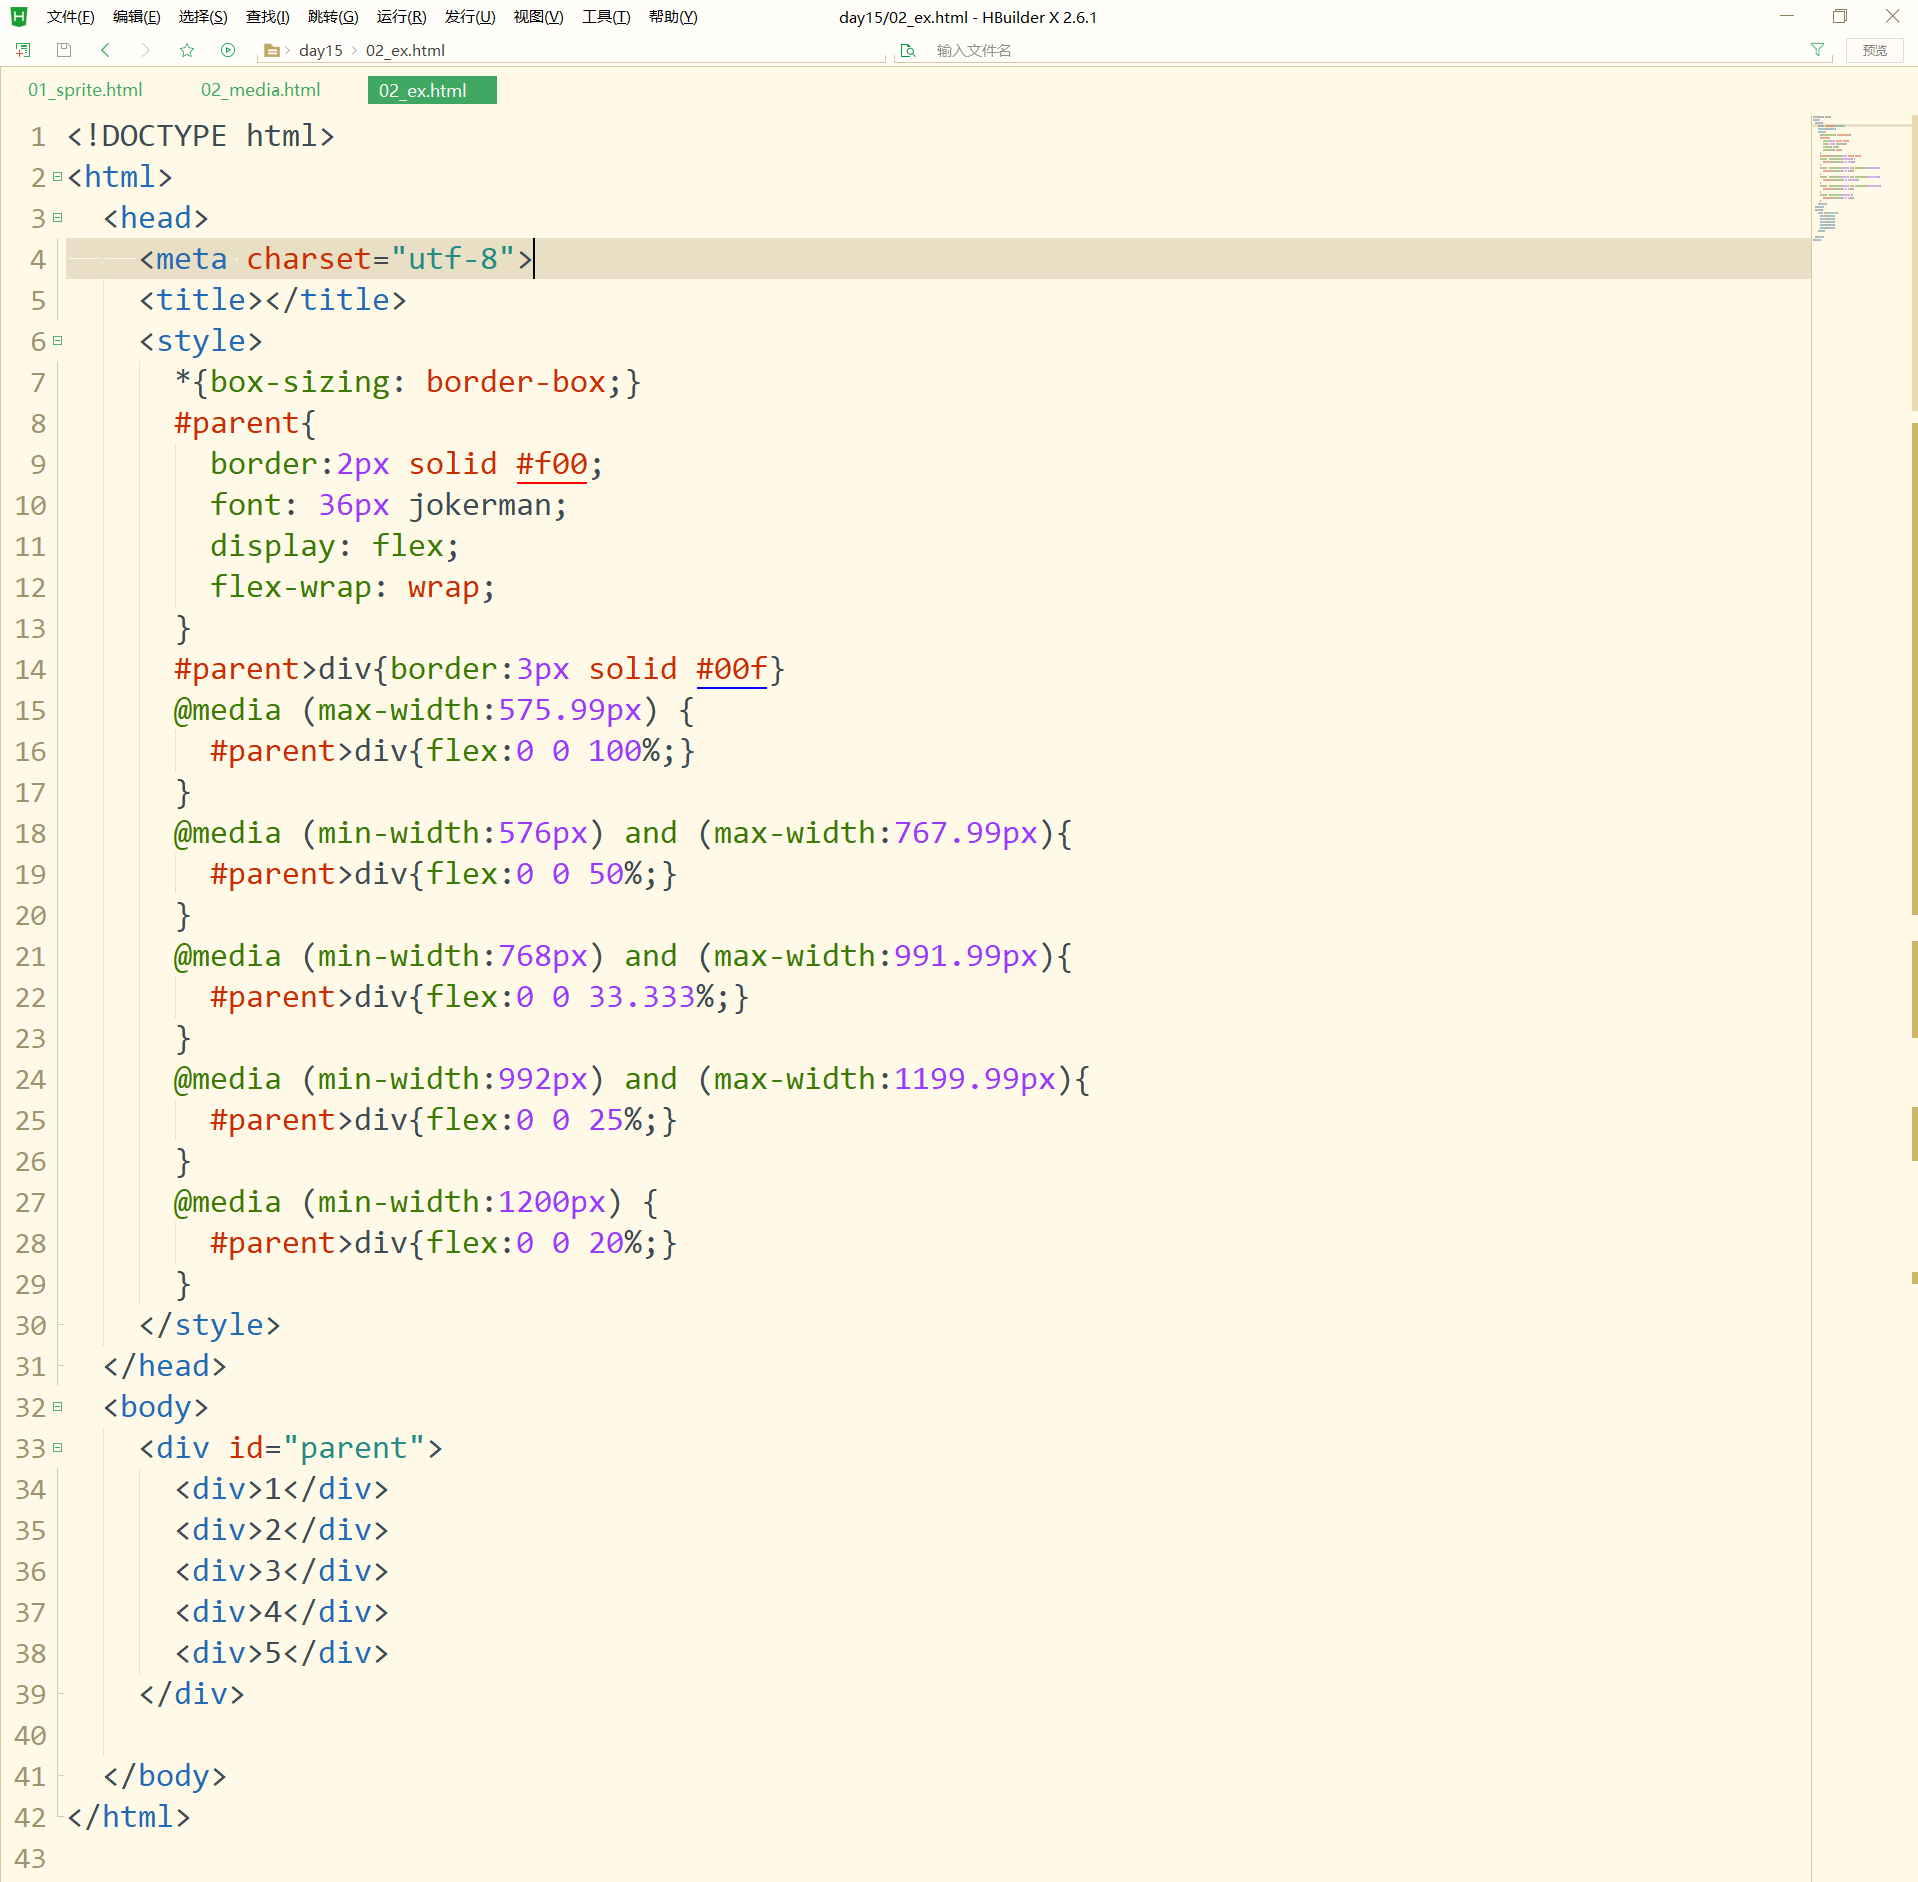 文件(F) 编辑(E) 选择(S) 查找(I) 跳转(G) 运行(R) 发行(U) 视图(V) 工具(T) 帮助(Y) day15/02_ex.html - HBuilder X 2.6.1
day15 02_ex.html 输入文件名 预览
01_sprite.html 02_media.html 02_ex.html
1 <!DOCTYPE html>
2 <html>
3 <head>
4 <meta charset="utf-8">
5 <title></title>
6 <style>
7 *{box-sizing: border-box;}
8 #parent{
9 border:2px solid #f00;
10 font: 36px jokerman;
11 display: flex;
12 flex-wrap: wrap;
13 }
14 #parent>div{border:3px solid #00f}
15 @media (max-width:575.99px) {
16 #parent>div{flex:0 0 100%;}
17 }
18 @media (min-width:576px) and (max-width:767.99px){
19 #parent>div{flex:0 0 50%;}
20 }
21 @media (min-width:768px) and (max-width:991.99px){
22 #parent>div{flex:0 0 33.333%;}
23 }
24 @media (min-width:992px) and (max-width:1199.99px){
25 #parent>div{flex:0 0 25%;}
26 }
27 @media (min-width:1200px) {
28 #parent>div{flex:0 0 20%;}
29 }
30 </style>
31 </head>
32 <body>
33 <div id="parent">
34 <div>1</div>
35 <div>2</div>
36 <div>3</div>
37 <div>4</div>
38 <div>5</div>
39 </div>
40
41 </body>
42 </html>
43